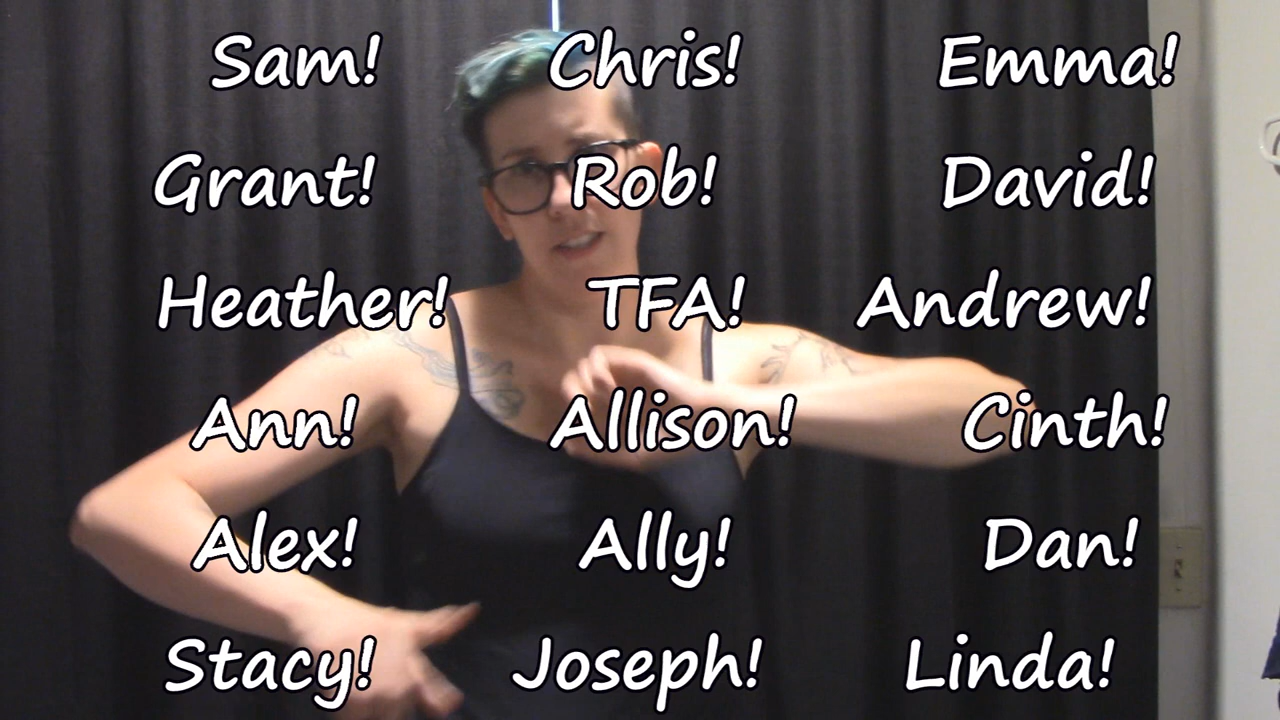 Sam! Chris! Emma!
Grant! Rob! David!
Heather! TFA! Andrew!
Ann! Allison! Cinth!
Alex! Ally! Dan!
Stacy! Joseph! Linda!